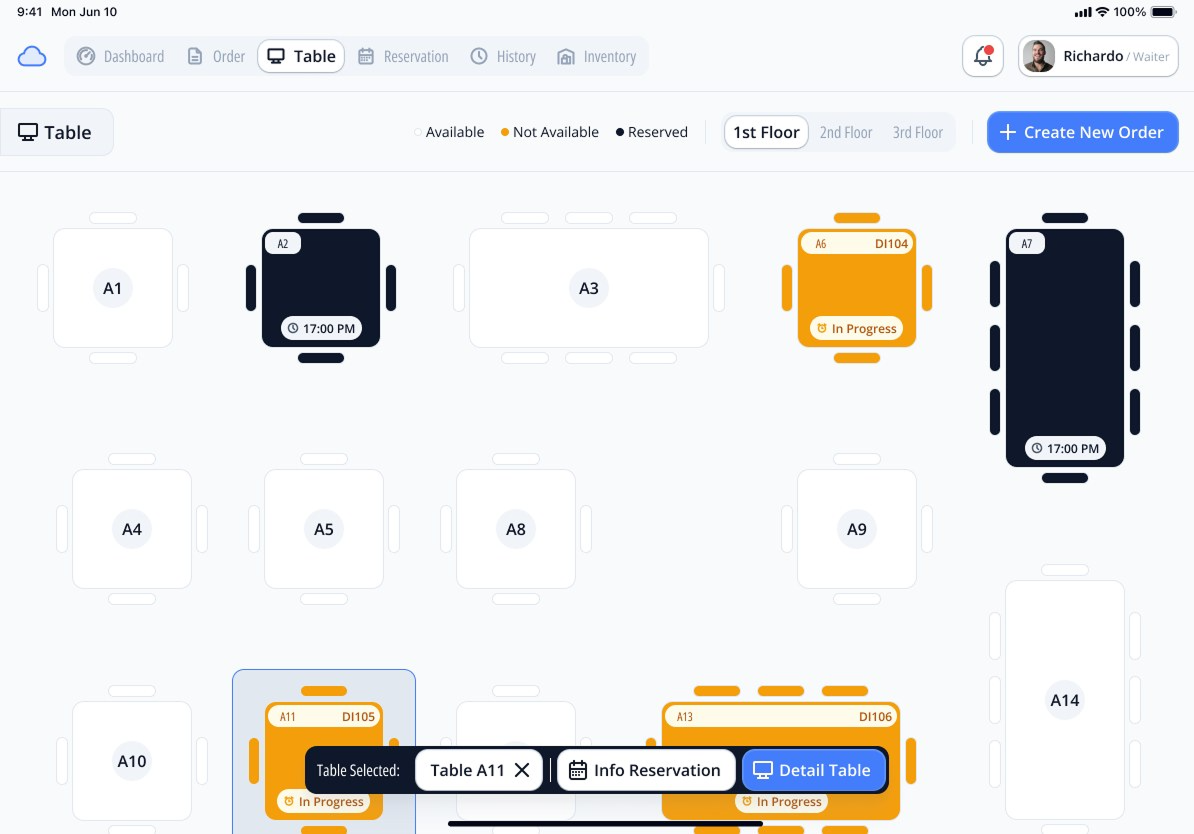 9:41 Mon Jun 10 100%
Dashboard Order Table Reservation History Inventory Richardo / Waiter
Table Available Not Available Reserved 1st Floor 2nd Floor 3rd Floor Create New Order
A1
A2
17:00 PM
A3
A6 DI104
In Progress
A7
17:00 PM
A4
A5
A8
A9
A10
A11 DI105
In Progress
A13 DI106
In Progress
A14
Table Selected: Table A11 Info Reservation Detail Table